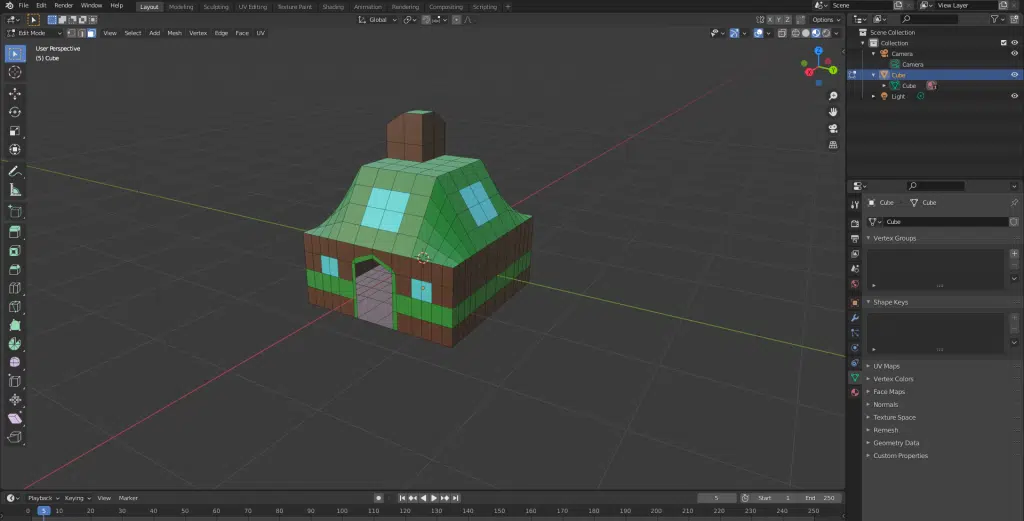 File Edit Render Window Help Layout Modeling Sculpting UV Editing Texture Paint Shading Animation Rendering Compositing Scripting Scene View Layer
Global Options
Edit Mode View Select Add Mesh Vertex Edge Face UV
User Perspective
(5) Cube
X Y Z
Z
X Y
Scene Collection
Collection
Camera
Camera
Cube
Cube
Light
Cube Cube
Cube
Vertex Groups
Shape Keys
UV Maps
Vertex Colors
Face Maps
Normals
Texture Space
Remesh
Geometry Data
Custom Properties
Playback Keying View Marker 5 Start 1 End 250
0 5 10 20 30 40 50 60 70 80 90 100 110 120 130 140 150 160 170 180 190 200 210 220 230 240 250